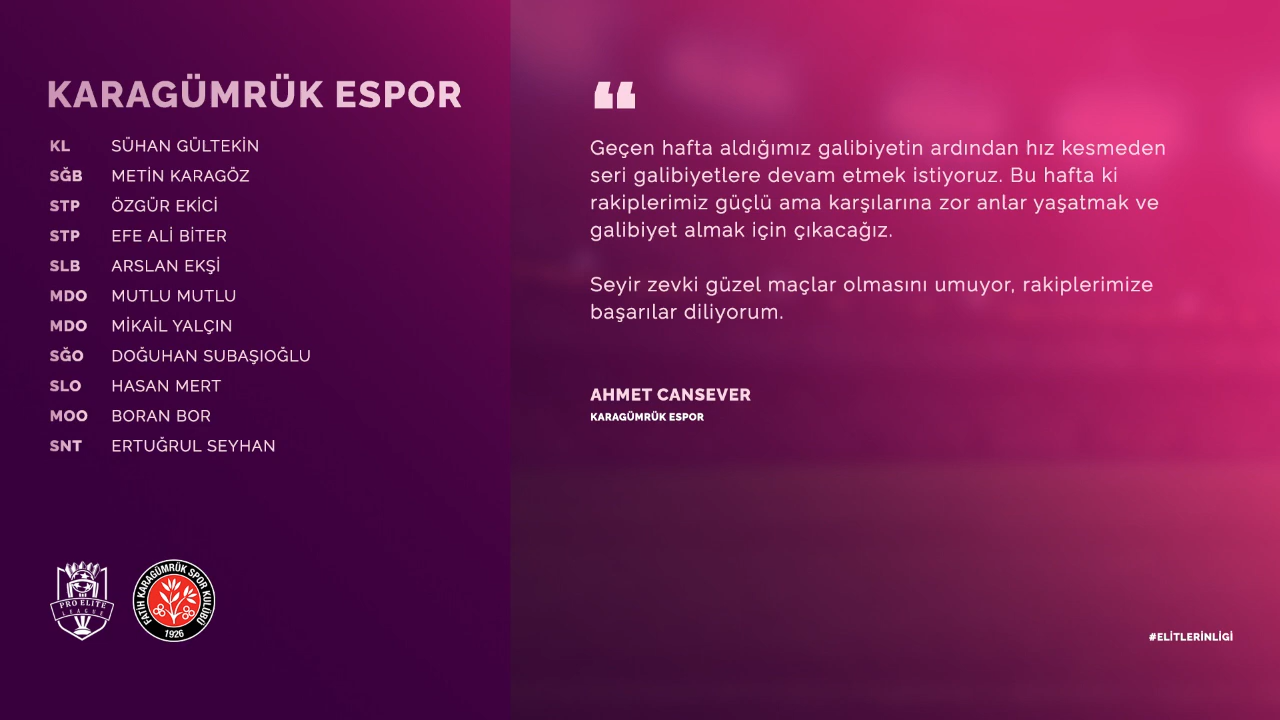 KARAGÜMRÜK ESPOR
KL SÜHAN GÜLTEKİN
SĞB METİN KARAGÖZ
STP ÖZGÜR EKİCİ
STP EFE ALİ BİTER
SLB ARSLAN EKŞİ
MDO MUTLU MUTLU
MDO MİKAİL YALÇIN
SĞO DOĞUHAN SUBAŞIOĞLU
SLO HASAN MERT
MOO BORAN BOR
SNT ERTUĞRUL SEYHAN
PRO ELITE
LEAGUE
FATİH KARAGÜMRÜK SPOR KULÜBÜ
1926
“
Geçen hafta aldığımız galibiyetin ardından hız kesmeden
seri galibiyetlere devam etmek istiyoruz. Bu hafta ki
rakiplerimiz güçlü ama karşılarına zor anlar yaşatmak ve
galibiyet almak için çıkacağız.
Seyir zevki güzel maçlar olmasını umuyor, rakiplerimize
başarılar diliyorum.
AHMET CANSEVER
KARAGÜMRÜK ESPOR
#ELİTLERİNLİGİ